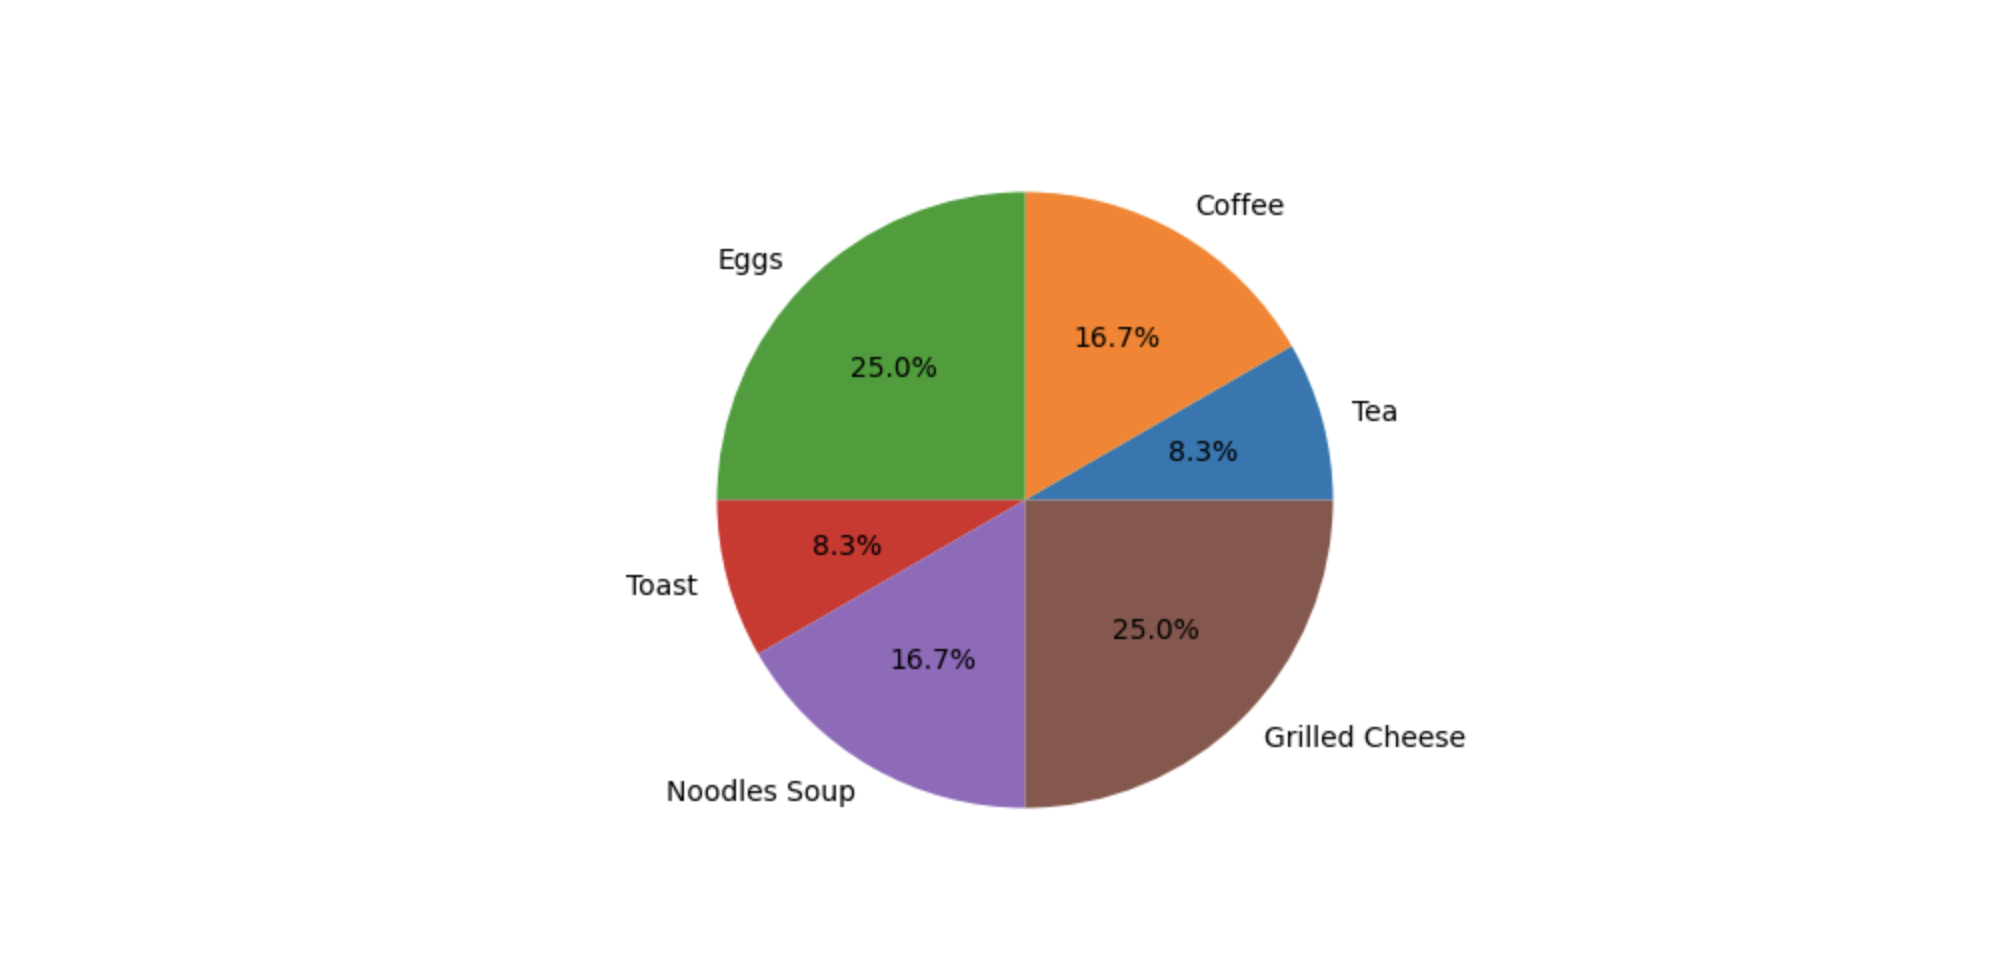 Coffee
Eggs
16.7%
25.0%
Tea
8.3%
8.3%
Toast
25.0%
16.7%
Grilled Cheese
Noodles Soup